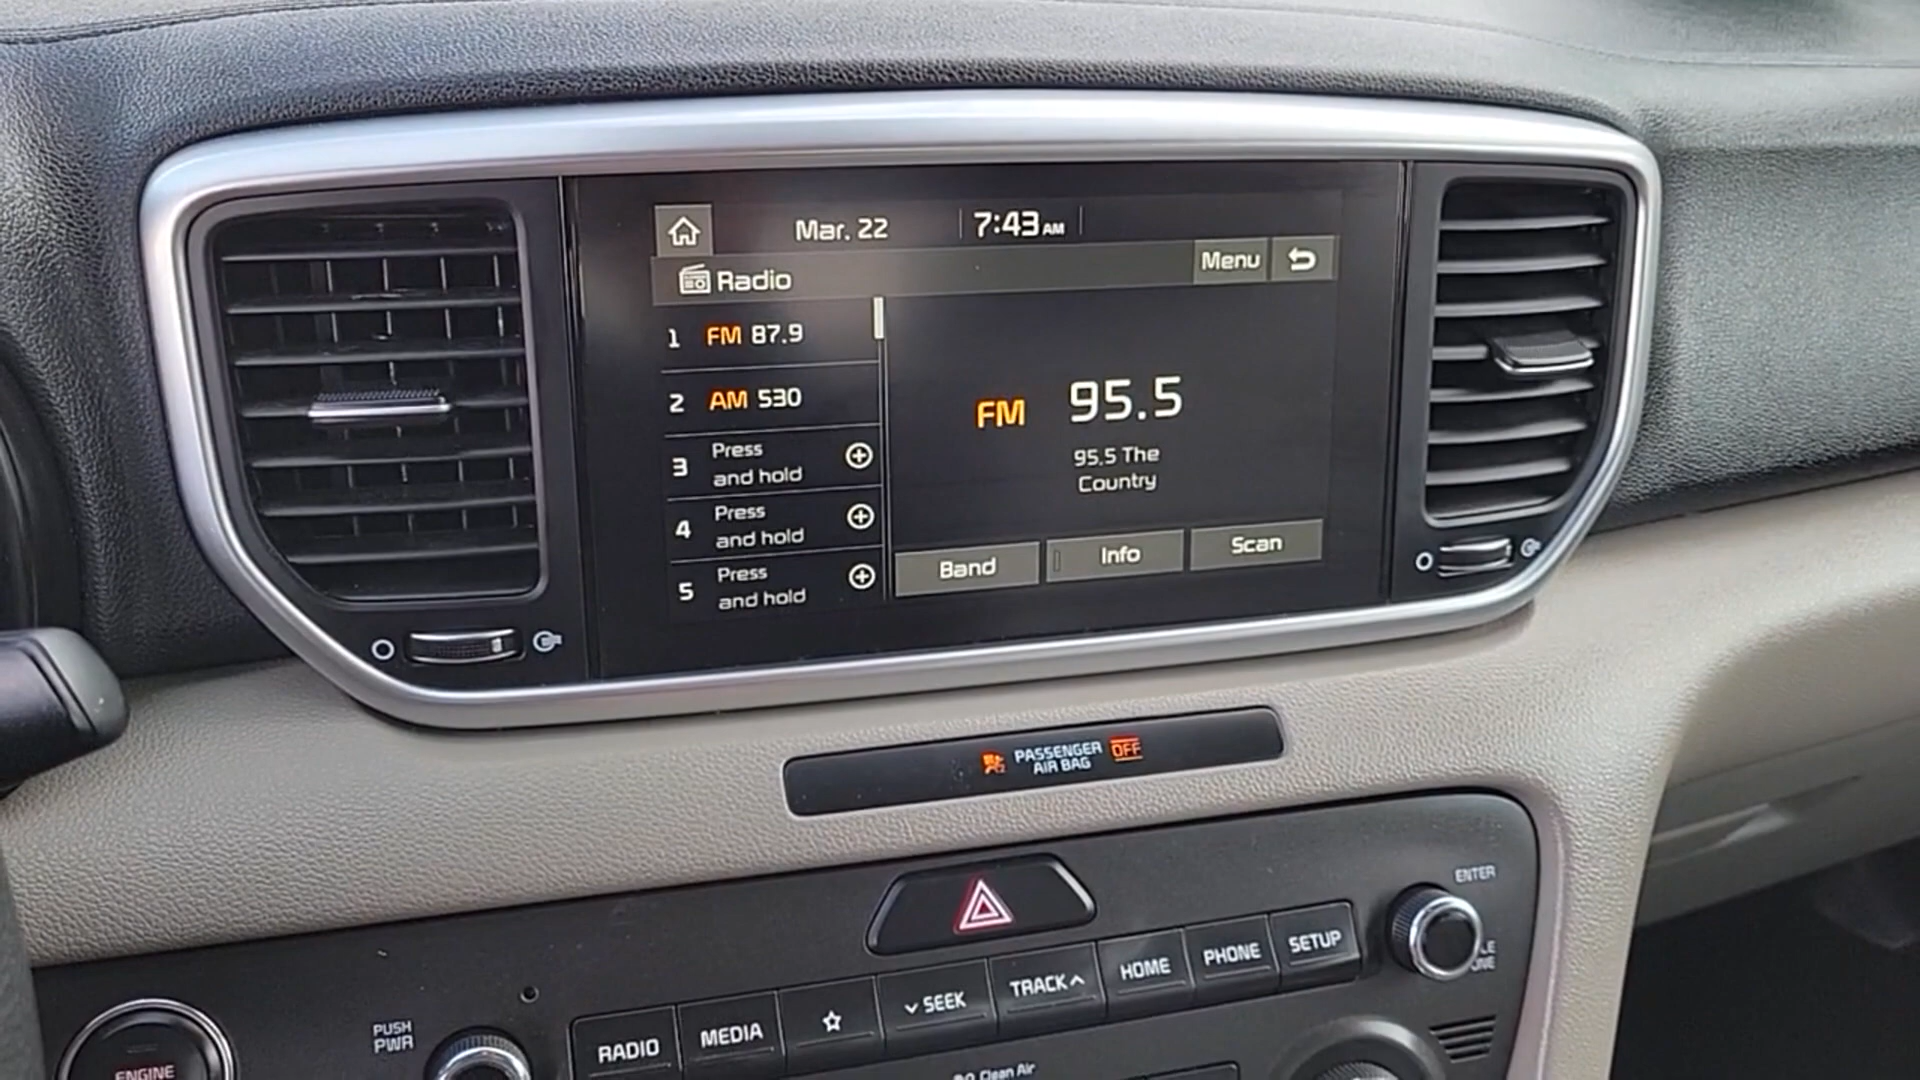 Mar. 22 7:43 AM
Radio Menu
1 FM 87.9
2 AM 530
3 Press
and hold
4 Press
and hold
5 Press
and hold
FM 95.5
95.5 The
Country
Band Info Scan
PASSENGER OFF
AIR BAG
ENTER
PUSH
PWR
RADIO MEDIA SEEK TRACK HOME PHONE SETUP
ENGINE
Clean Air